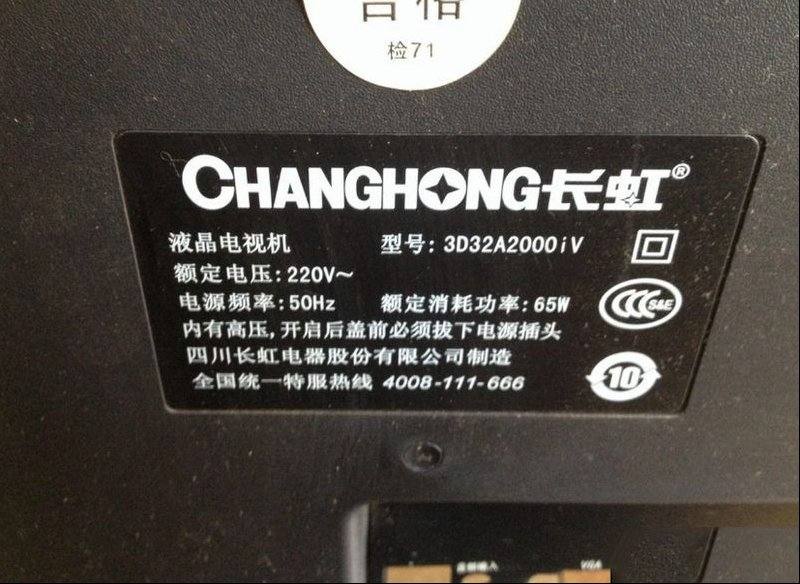 合格
检71
CHANGHONG长虹®
液晶电视机 型号: 3D32A2000iV
额定电压: 220V~
电源频率: 50Hz 额定消耗功率: 65W
CCC S&E
内有高压, 开启后盖前必须拔下电源插头
四川长虹电器股份有限公司制造
10
全国统一特服热线 4008-111-666
VGA